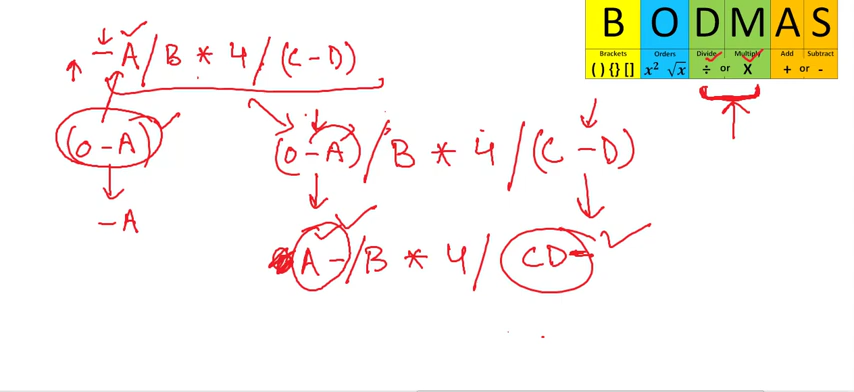 B O D M A S
Brackets Orders Divide Multiply Add Subtract
( ) { } [ ] x² √x ÷ or X + or -
- A / B * 4 / (C - D)
(0 - A)
(0 - A) / B * 4 / (C - D)
- A
A - / B * 4 / CD-